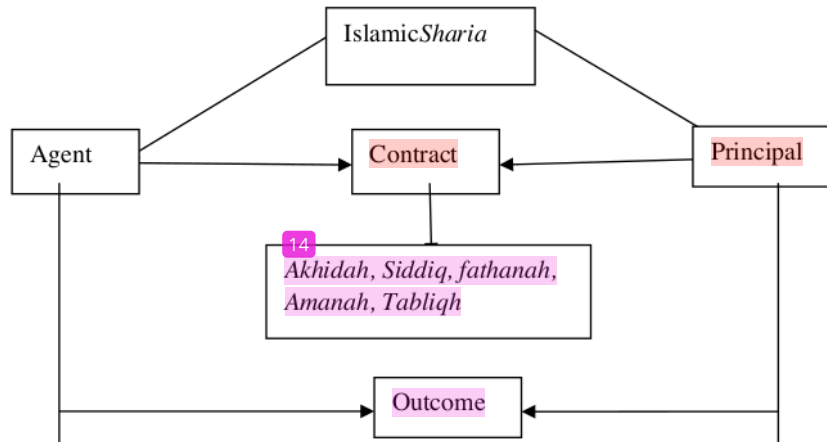 IslamicSharia
Agent
Contract
Principal
14
Akhidah, Siddiq, fathanah,
Amanah, Tabliqh
Outcome